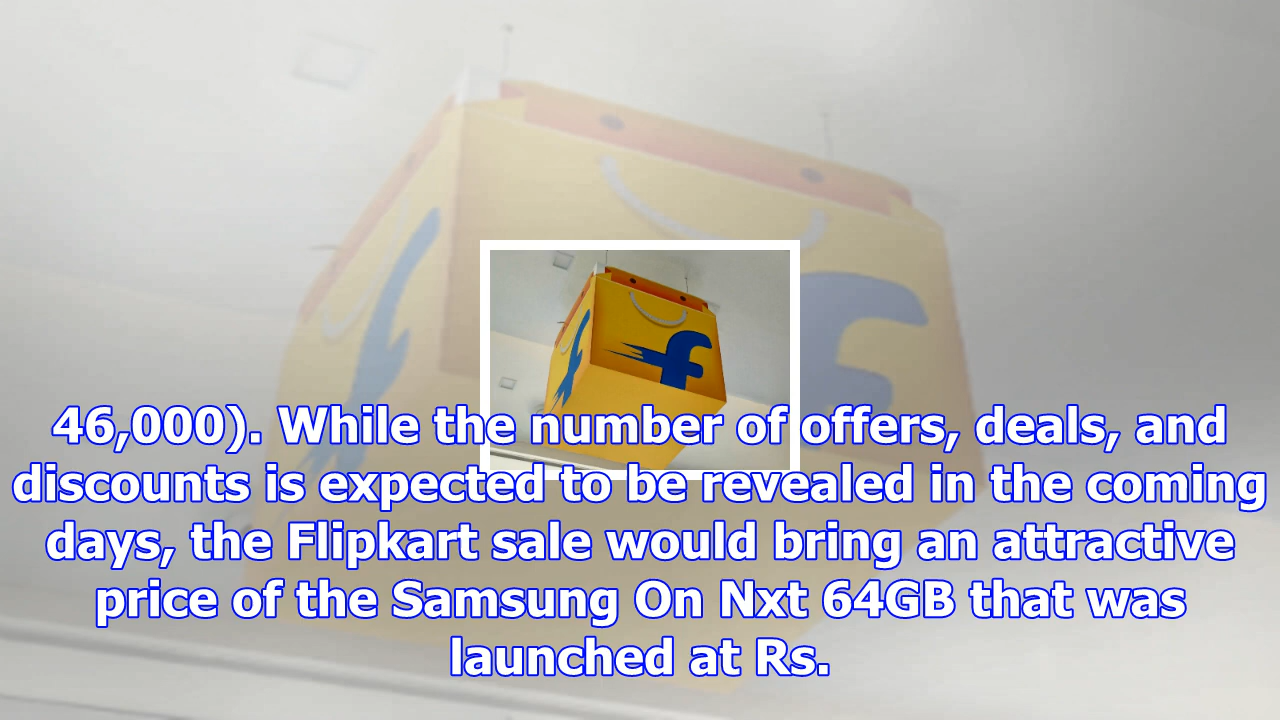 46,000). While the number of offers, deals, and
discounts is expected to be revealed in the coming
days, the Flipkart sale would bring an attractive
price of the Samsung On Nxt 64GB that was
launched at Rs.